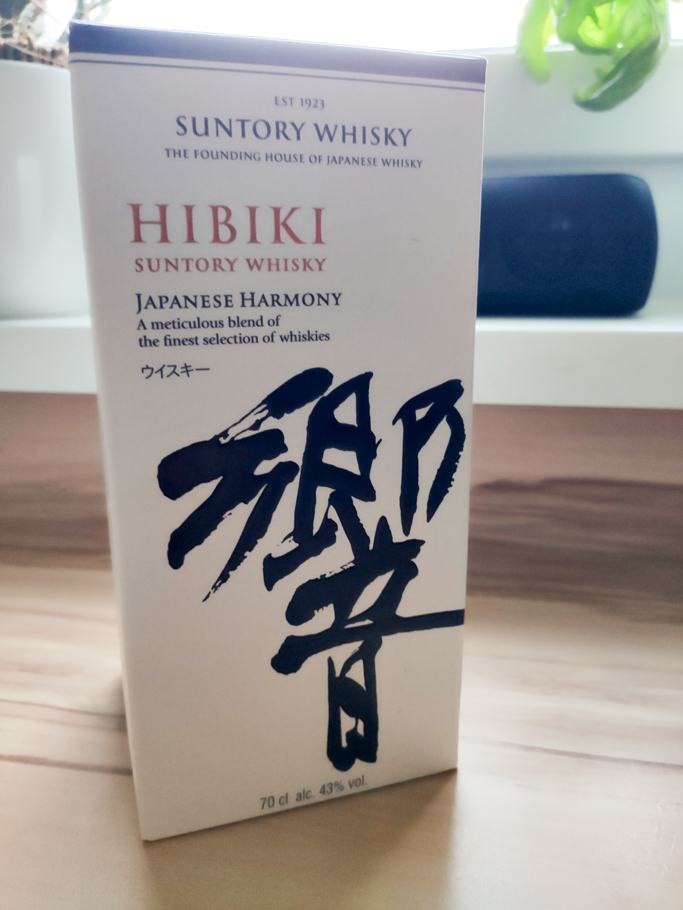 EST 1923
SUNTORY WHISKY
THE FOUNDING HOUSE OF JAPANESE WHISKY
HIBIKI
SUNTORY WHISKY
JAPANESE HARMONY
A meticulous blend of
the finest selection of whiskies
ウイスキー
響
70 cl alc. 43% vol.